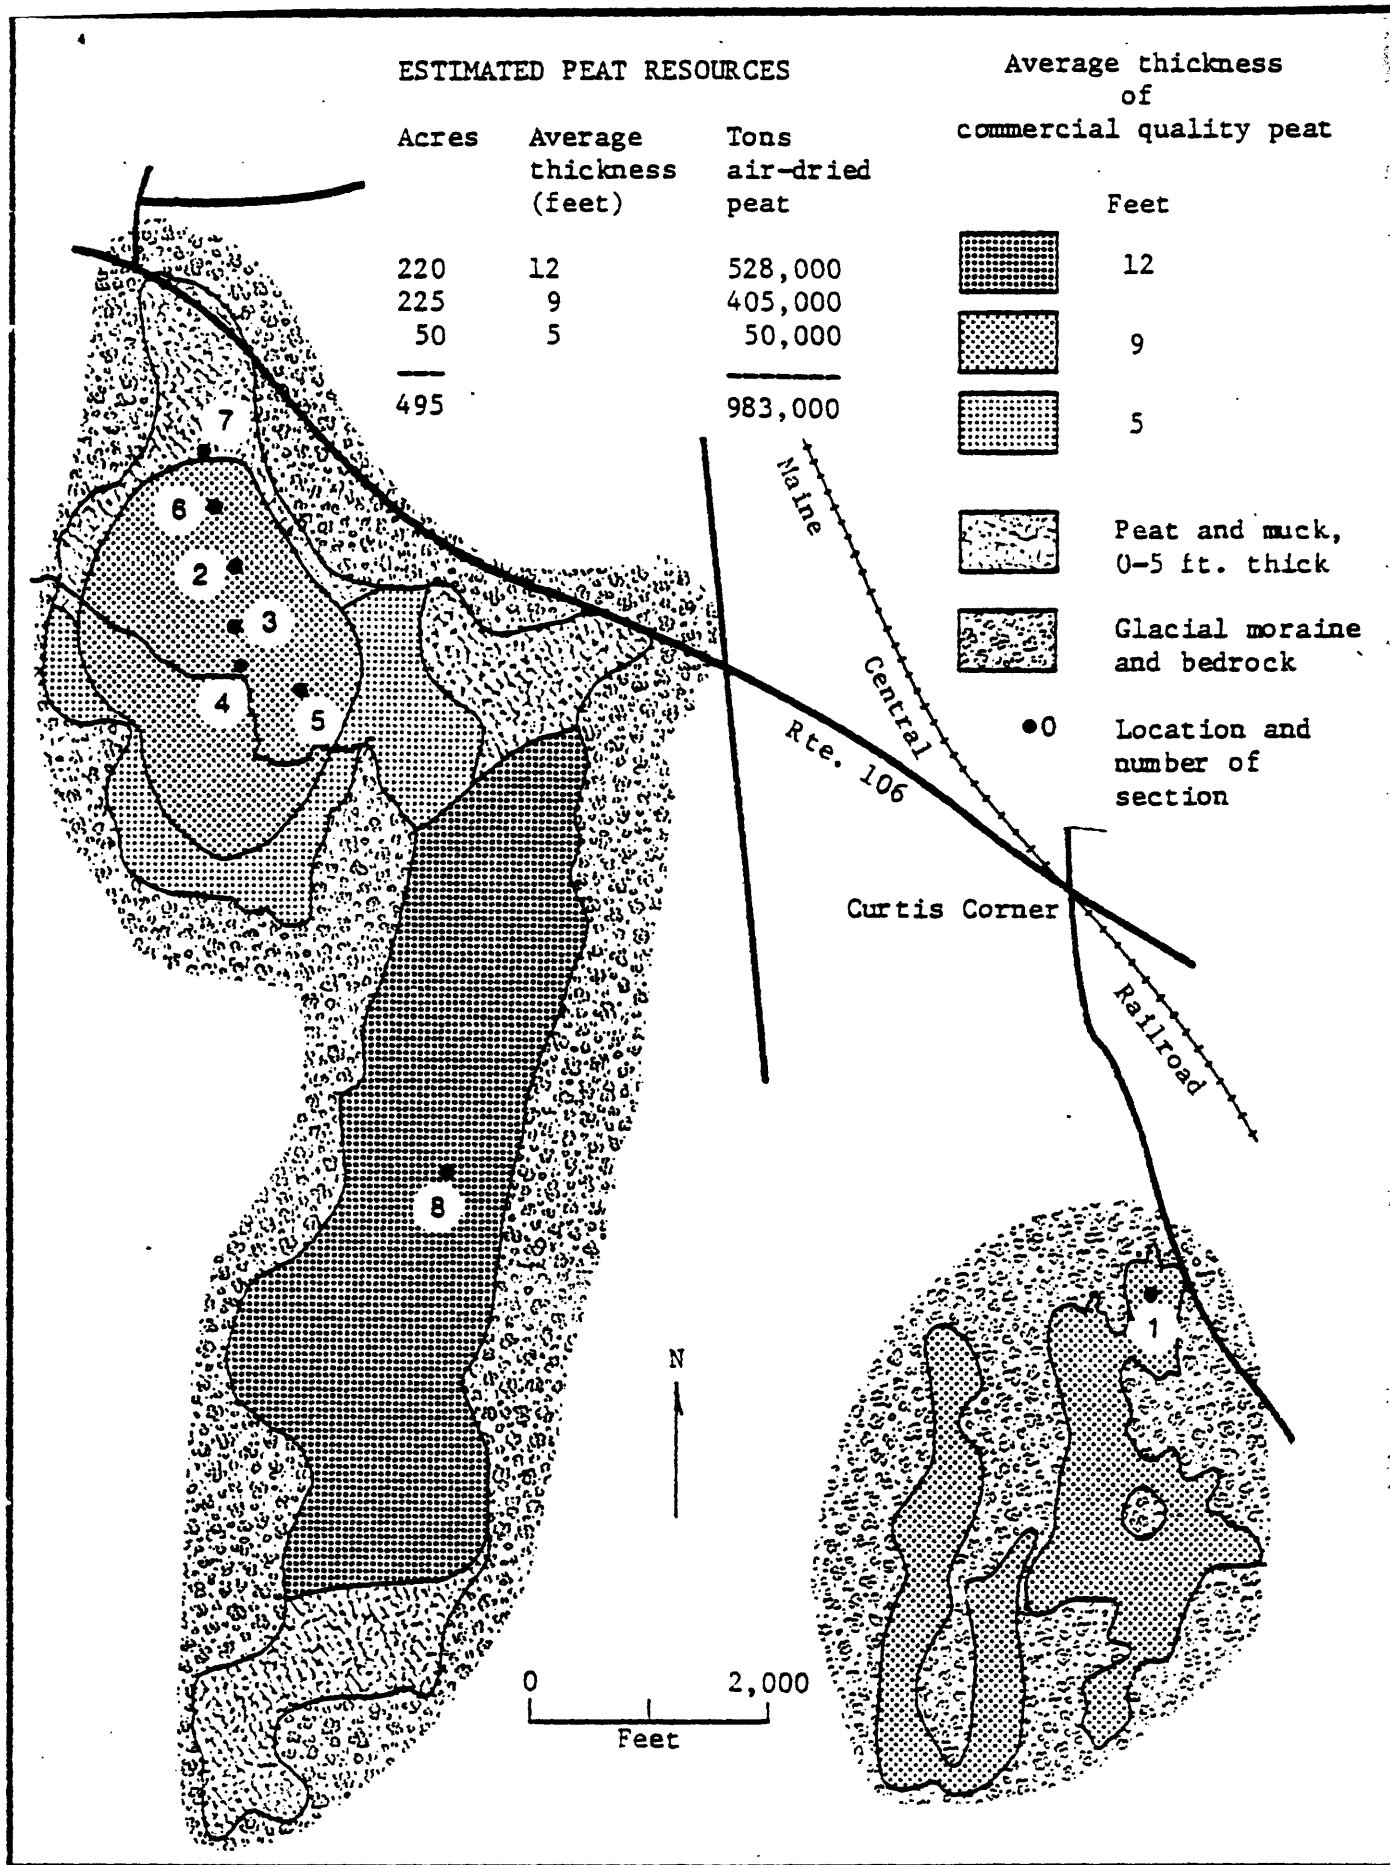 ESTIMATED PEAT RESOURCES
Acres Average Tons
thickness air-dried
(feet) peat
220 12 528,000
225 9 405,000
50 5 50,000
495 983,000
Average thickness
of
commercial quality peat
Feet
12
9
5
Peat and muck,
0-5 ft. thick
Glacial moraine
and bedrock
0 Location and
number of
section
7
6
2
3
4
5
8
1
Maine
Central
Railroad
Rte. 106
Curtis Corner
N
0 2,000
Feet